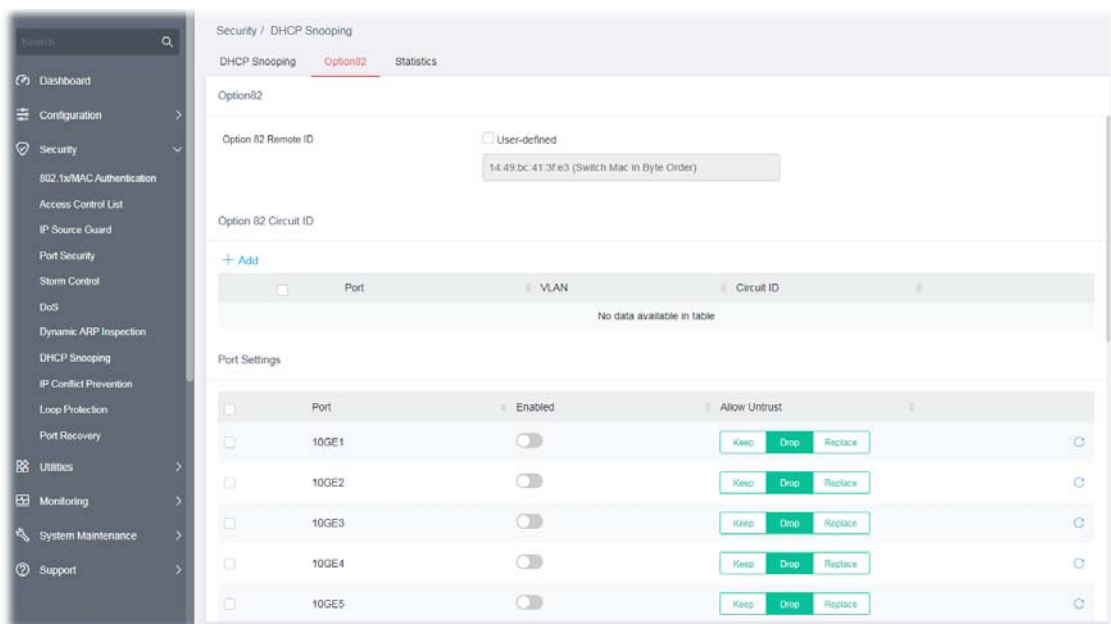 Search...
Dashboard
Configuration
Security
802.1x/MAC Authentication
Access Control List
IP Source Guard
Port Security
Storm Control
DoS
Dynamic ARP Inspection
DHCP Snooping
IP Conflict Prevention
Loop Protection
Port Recovery
Utilities
Monitoring
System Maintenance
Support
Security / DHCP Snooping
DHCP Snooping Option82 Statistics
Option82
Option 82 Remote ID User-defined
14:49:bc:41:3f:e3 (Switch Mac in Byte Order)
Option 82 Circuit ID
+ Add
Port VLAN Circuit ID
No data available in table
Port Settings
Port Enabled Allow Untrust
10GE1 Keep Drop Replace
10GE2 Keep Drop Replace
10GE3 Keep Drop Replace
10GE4 Keep Drop Replace
10GE5 Keep Drop Replace